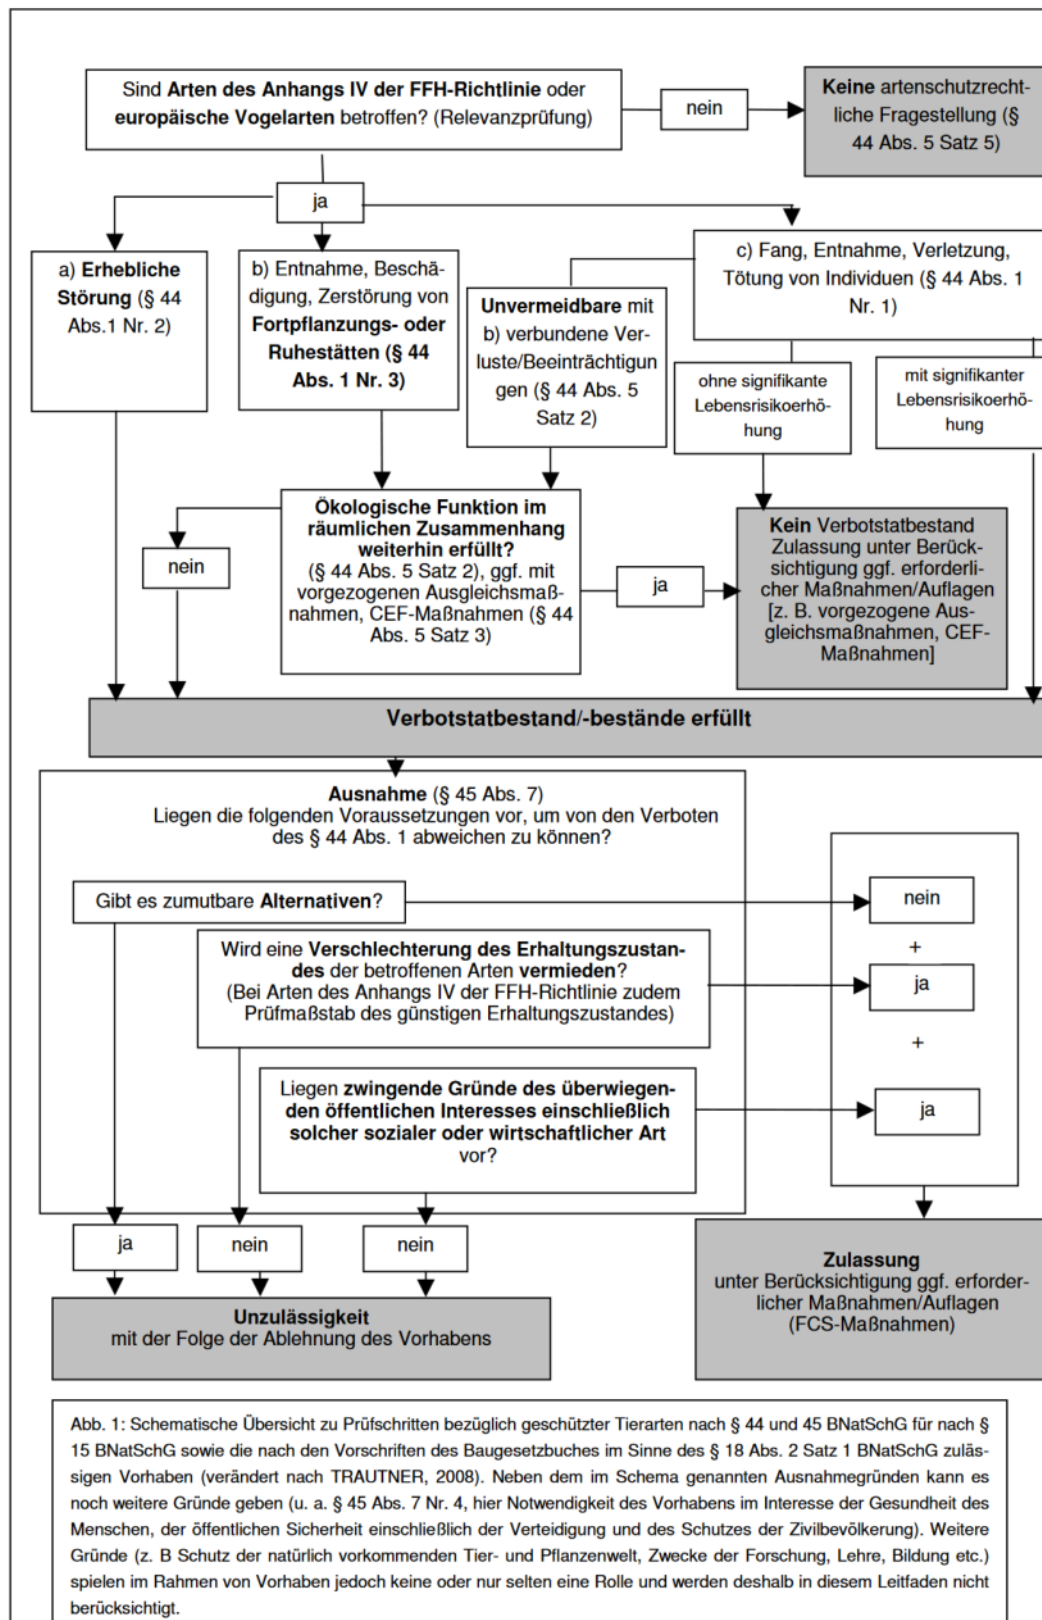 Sind Arten des Anhangs IV der FFH-Richtlinie oder
europäische Vogelarten betroffen? (Relevanzprüfung)
nein
Keine artenschutzrecht-
liche Fragestellung (§
44 Abs. 5 Satz 5)
ja
a) Erhebliche
Störung (§ 44
Abs.1 Nr. 2)
b) Entnahme, Beschä-
digung, Zerstörung von
Fortpflanzungs- oder
Ruhestätten (§ 44
Abs. 1 Nr. 3)
Unvermeidbare mit
b) verbundene Ver-
luste/Beeinträchtigun
gen (§ 44 Abs. 5
Satz 2)
c) Fang, Entnahme, Verletzung,
Tötung von Individuen (§ 44 Abs. 1
Nr. 1)
ohne signifikante
Lebensrisikoerhö-
hung
mit signifikanter
Lebensrisikoerhö-
hung
Ökologische Funktion im
räumlichen Zusammenhang
weiterhin erfüllt?
(§ 44 Abs. 5 Satz 2), ggf. mit
vorgezogenen Ausgleichsmaß-
nahmen, CEF-Maßnahmen (§ 44
Abs. 5 Satz 3)
nein
ja
Kein Verbotstatbestand
Zulassung unter Berück-
sichtigung ggf. erforderli-
cher Maßnahmen/Auflagen
[z. B. vorgezogene Aus-
gleichsmaßnahmen, CEF-
Maßnahmen]
Verbotstatbestand/-bestände erfüllt
Ausnahme (§ 45 Abs. 7)
Liegen die folgenden Voraussetzungen vor, um von den Verboten
des § 44 Abs. 1 abweichen zu können?
Gibt es zumutbare Alternativen?
nein
+
Wird eine Verschlechterung des Erhaltungszustan-
des der betroffenen Arten vermieden?
(Bei Arten des Anhangs IV der FFH-Richtlinie zudem
Prüfmaßstab des günstigen Erhaltungszustandes)
ja
+
Liegen zwingende Gründe des überwiegen-
den öffentlichen Interesses einschließlich
solcher sozialer oder wirtschaftlicher Art
vor?
ja
ja
nein
nein
Unzulässigkeit
mit der Folge der Ablehnung des Vorhabens
Zulassung
unter Berücksichtigung ggf. erforder-
licher Maßnahmen/Auflagen
(FCS-Maßnahmen)
Abb. 1: Schematische Übersicht zu Prüfschritten bezüglich geschützter Tierarten nach § 44 und 45 BNatSchG für nach §
15 BNatSchG sowie die nach den Vorschriften des Baugesetzbuches im Sinne des § 18 Abs. 2 Satz 1 BNatSchG zuläs-
sigen Vorhaben (verändert nach TRAUTNER, 2008). Neben dem im Schema genannten Ausnahmegründen kann es
noch weitere Gründe geben (u. a. § 45 Abs. 7 Nr. 4, hier Notwendigkeit des Vorhabens im Interesse der Gesundheit des
Menschen, der öffentlichen Sicherheit einschließlich der Verteidigung und des Schutzes der Zivilbevölkerung). Weitere
Gründe (z. B Schutz der natürlich vorkommenden Tier- und Pflanzenwelt, Zwecke der Forschung, Lehre, Bildung etc.)
spielen im Rahmen von Vorhaben jedoch keine oder nur selten eine Rolle und werden deshalb in diesem Leitfaden nicht
berücksichtigt.